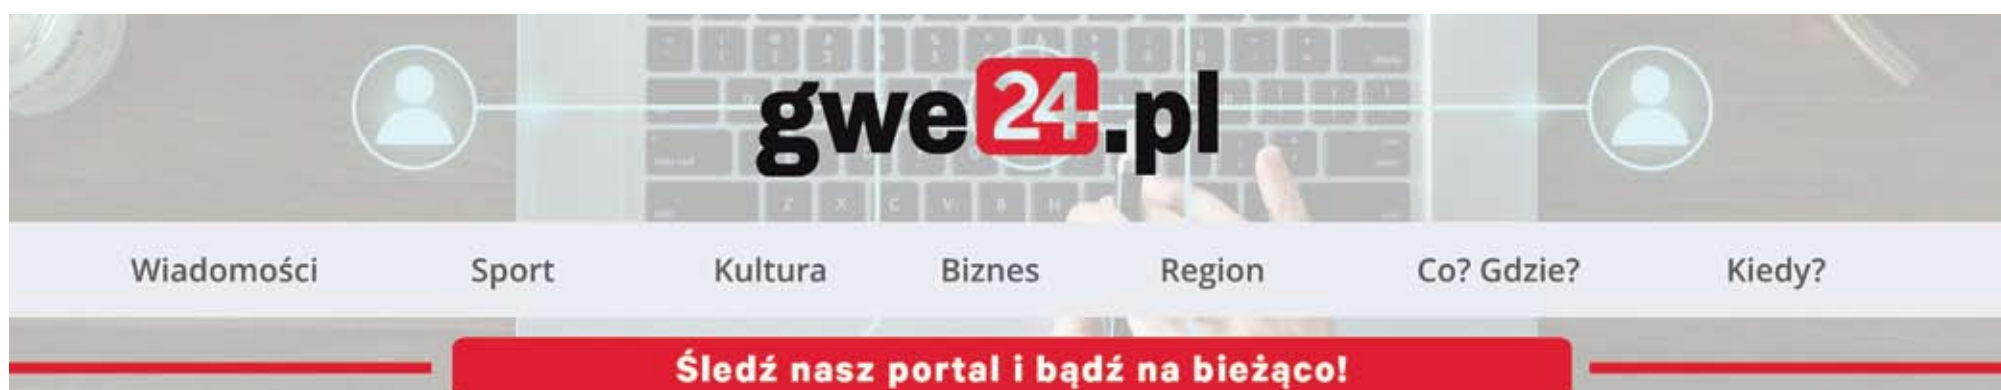 gwe24.pl
Wiadomości Sport Kultura Biznes Region Co? Gdzie? Kiedy?
Śledź nasz portal i bądź na bieżąco!